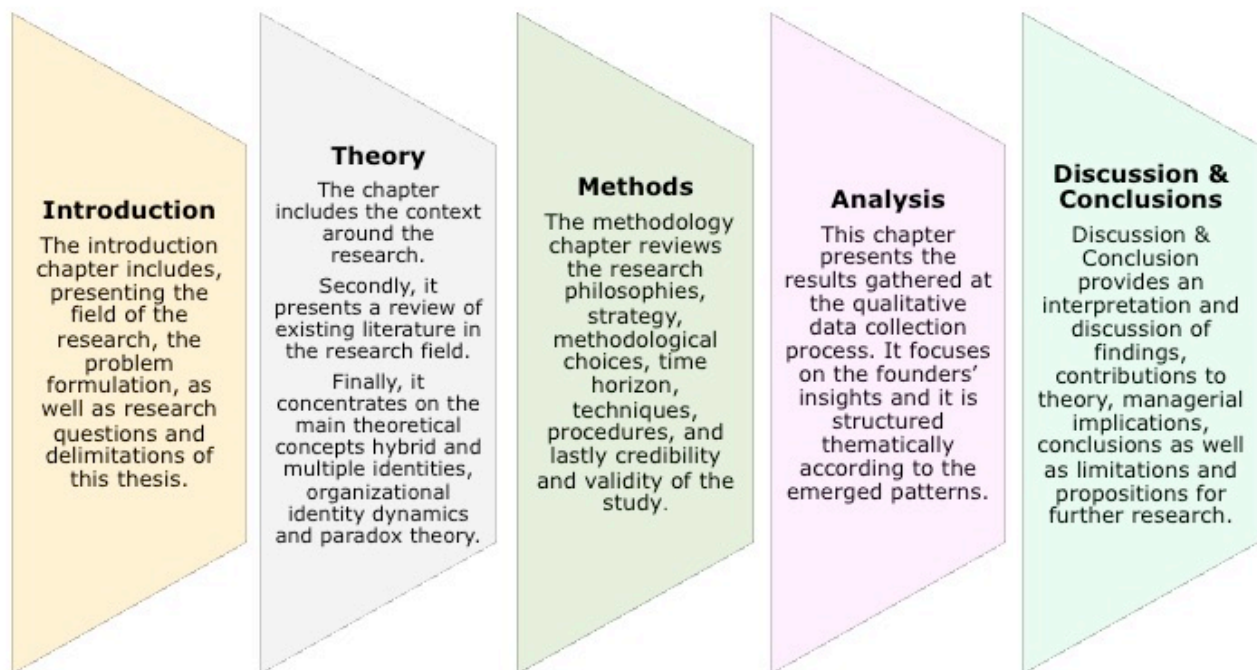 Introduction
The introduction
chapter includes,
presenting the
field of the
research, the
problem
formulation, as
well as research
questions and
delimitations of
this thesis.
Theory
The chapter
includes the context
around the
research.
Secondly, it
presents a review of
existing literature in
the research field.
Finally, it
concentrates on the
main theoretical
concepts hybrid and
multiple identities,
organizational
identity dynamics
and paradox theory.
Methods
The methodology
chapter reviews
the research
philosophies,
strategy,
methodological
choices, time
horizon,
techniques,
procedures, and
lastly credibility
and validity of the
study.
Analysis
This chapter
presents the
results gathered at
the qualitative
data collection
process. It focuses
on the founders’
insights and it is
structured
thematically
according to the
emerged patterns.
Discussion &
Conclusions
Discussion &
Conclusion
provides an
interpretation and
discussion of
findings,
contributions to
theory, managerial
implications,
conclusions as well
as limitations and
propositions for
further research.